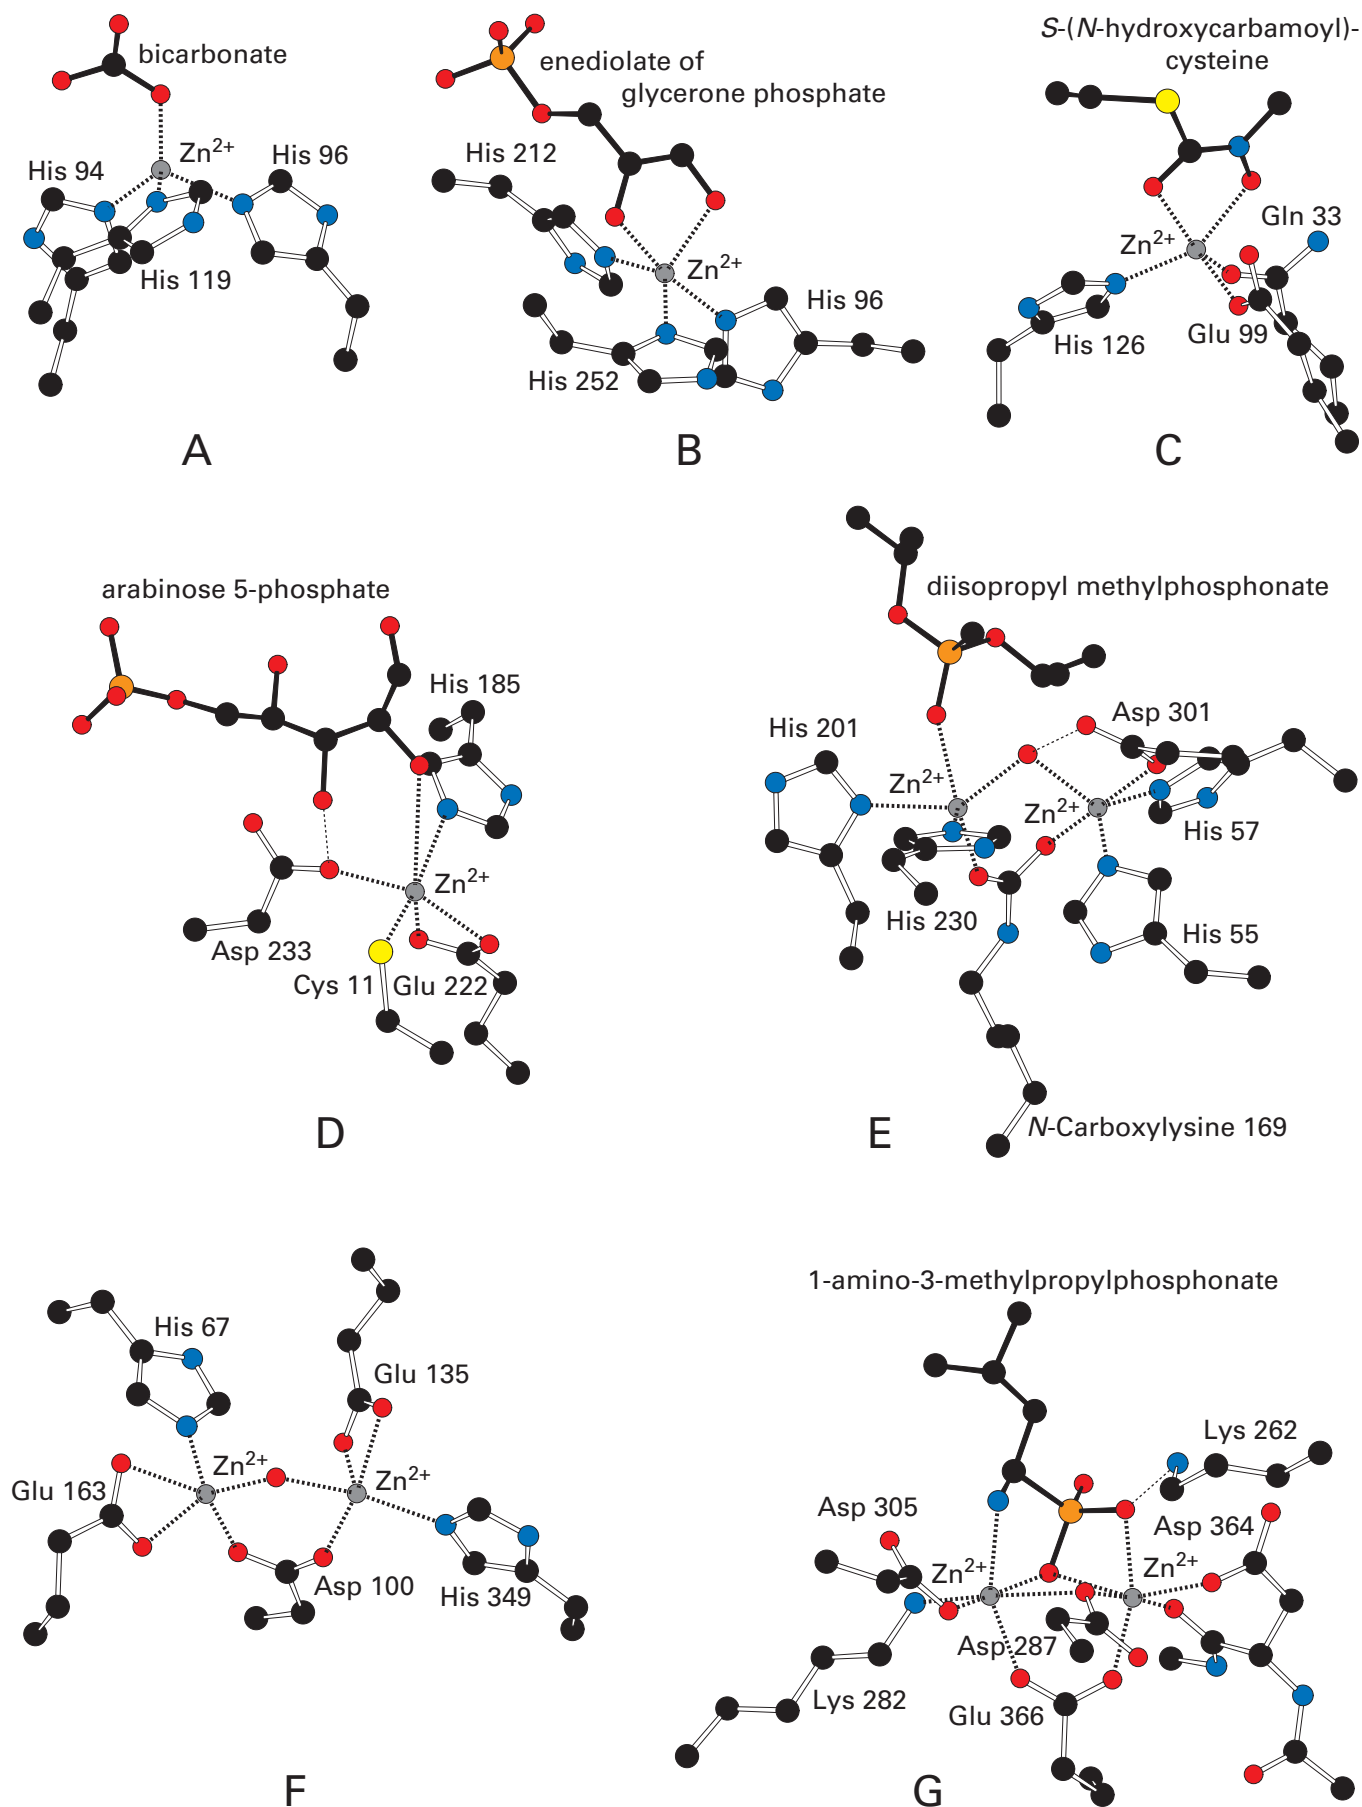 bicarbonate
Zn2+
His 94
His 96
His 119
A
enediolate of
glycerone phosphate
His 212
Zn2+
His 96
His 252
B
S-(N-hydroxycarbamoyl)-
cysteine
Gln 33
Zn2+
Glu 99
His 126
C
arabinose 5-phosphate
His 185
Zn2+
Asp 233
Cys 11
Glu 222
D
diisopropyl methylphosphonate
Asp 301
His 201
Zn2+
Zn2+
His 57
His 230
His 55
N-Carboxylysine 169
E
His 67
Glu 135
Zn2+
Zn2+
Glu 163
Asp 100
His 349
F
1-amino-3-methylpropylphosphonate
Lys 262
Asp 305
Asp 364
Zn2+
Zn2+
Asp 287
Lys 282
Glu 366
G